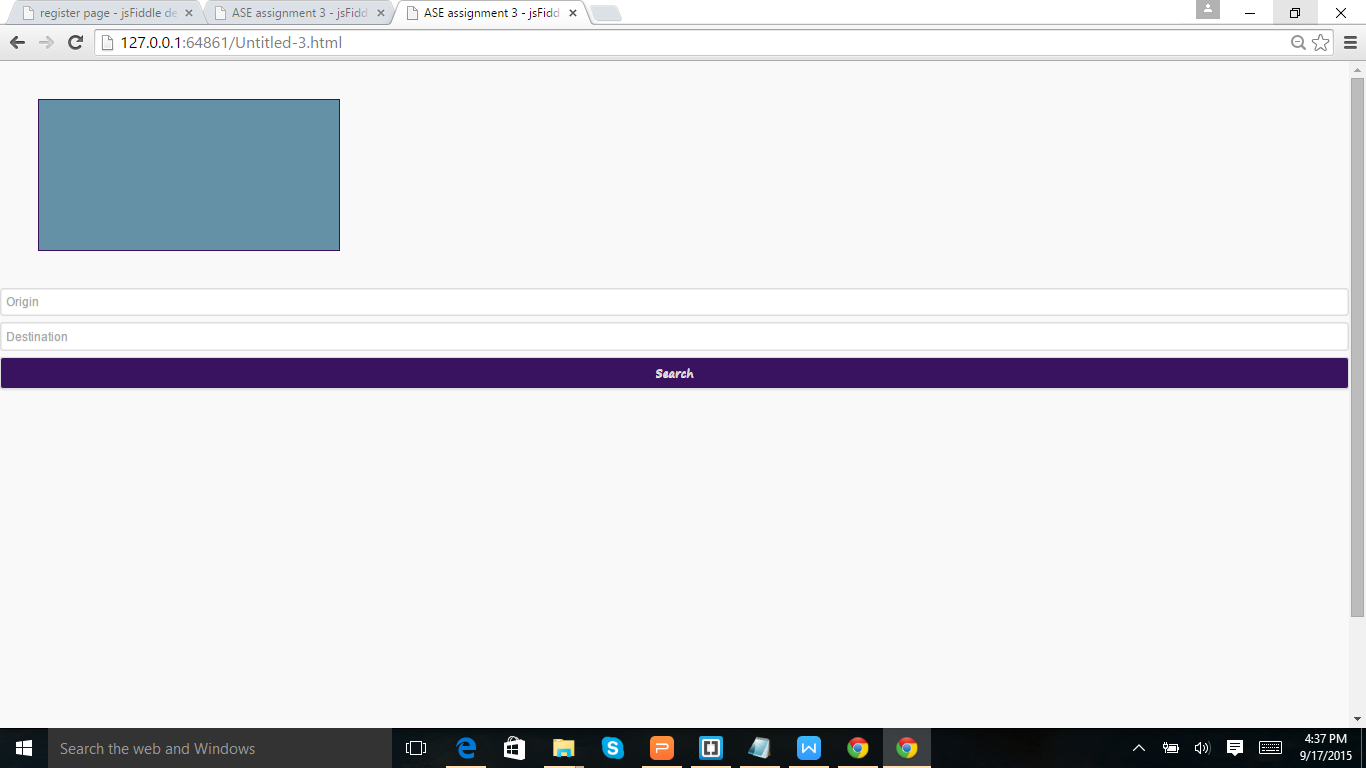 register page - jsFiddle de
ASE assignment 3 - jsFidd
ASE assignment 3 - jsFidd
127.0.0.1:64861/Untitled-3.html
Origin
Destination
Search
Search the web and Windows
4:37 PM
9/17/2015